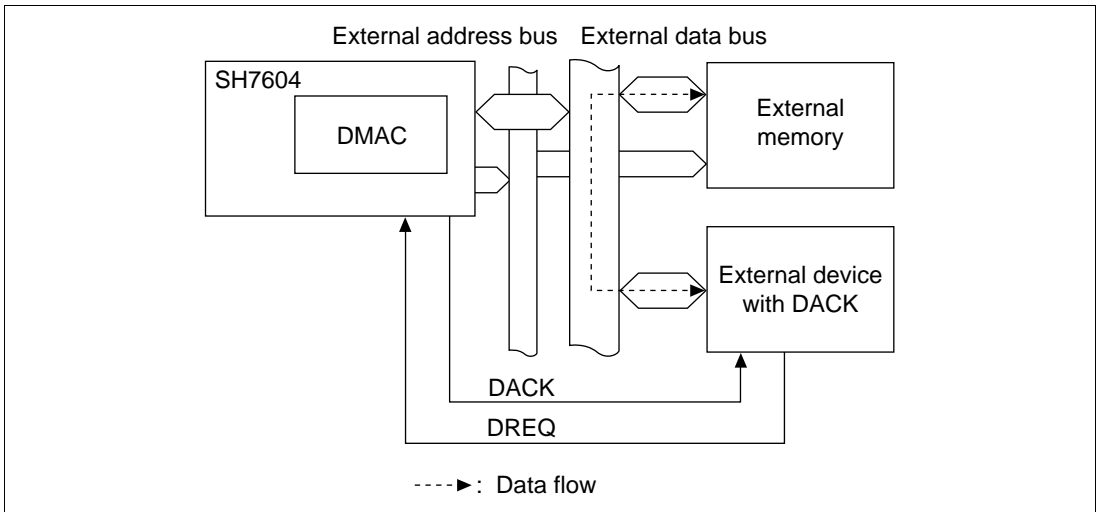 External address bus External data bus
SH7604
DMAC
External
memory
External device
with DACK
DACK
DREQ
: Data flow